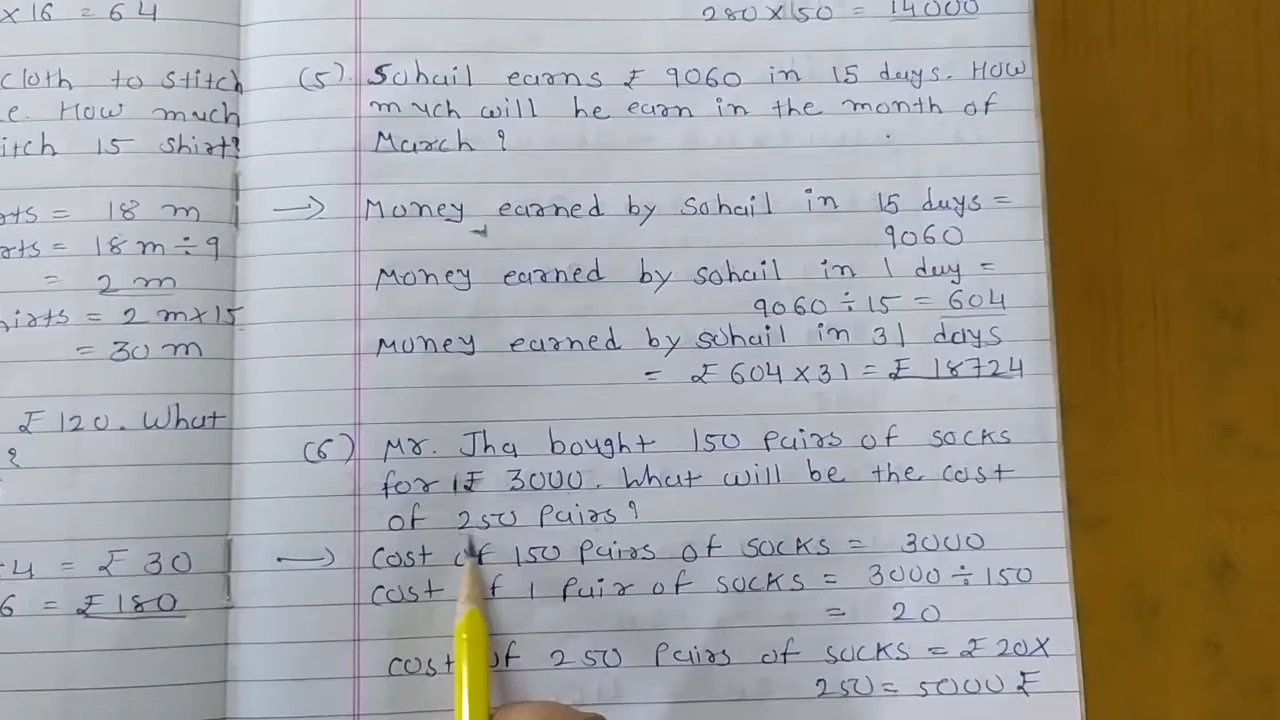 ×16 = 64
cloth to stitch
e. How much
itch 15 shirt?
rts = 18 m
rts = 18 m ÷ 9
= 2 m
hirts = 2 m × 15
= 30 m
₹ 120. What
?
4 = ₹ 30
6 = ₹ 180
280 × 50 = 14000
(5). Sohail earns ₹ 9060 in 15 days. How
much will he earn in the month of
March ?
→ Money earned by Sohail in 15 days =
9060
Money earned by sohail in 1 day =
9060 ÷ 15 = 604
Money earned by sohail in 31 days
= ₹ 604 × 31 = ₹ 18724
(6) Mr. Jha bought 150 Pairs of socks
for ₹ 3000. What will be the cost
of 250 Pairs?
→ Cost of 150 Pairs of socks = 3000
Cost of 1 Pair of socks = 3000 ÷ 150
= 20
Cost of 250 Pairs of socks = ₹ 20 ×
250 = 5000 ₹